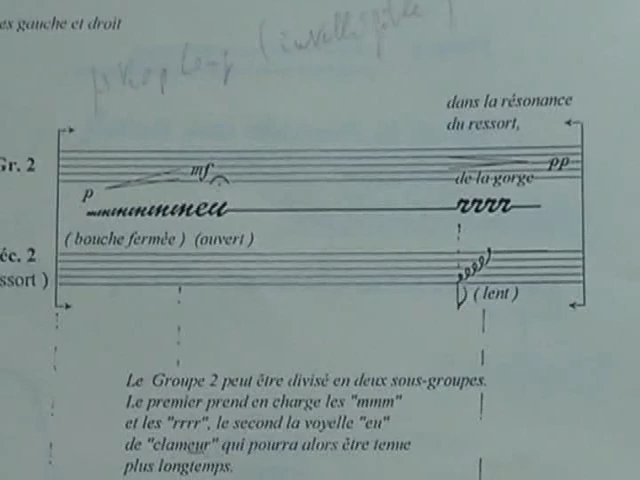 es gauche et droit
trop long (
dans la résonance
du ressort,
Gr. 2
p
mf
pp
de la gorge
mmmmmmeu
rrrr
(bouche fermée) (ouvert)
éc. 2
ssort )
( lent )
Le Groupe 2 peut être divisé en deux sous-groupes.
Le premier prend en charge les "mmm"
et les "rrrr", le second la voyelle "eu"
de "clameur" qui pourra alors être tenue
plus longtemps.